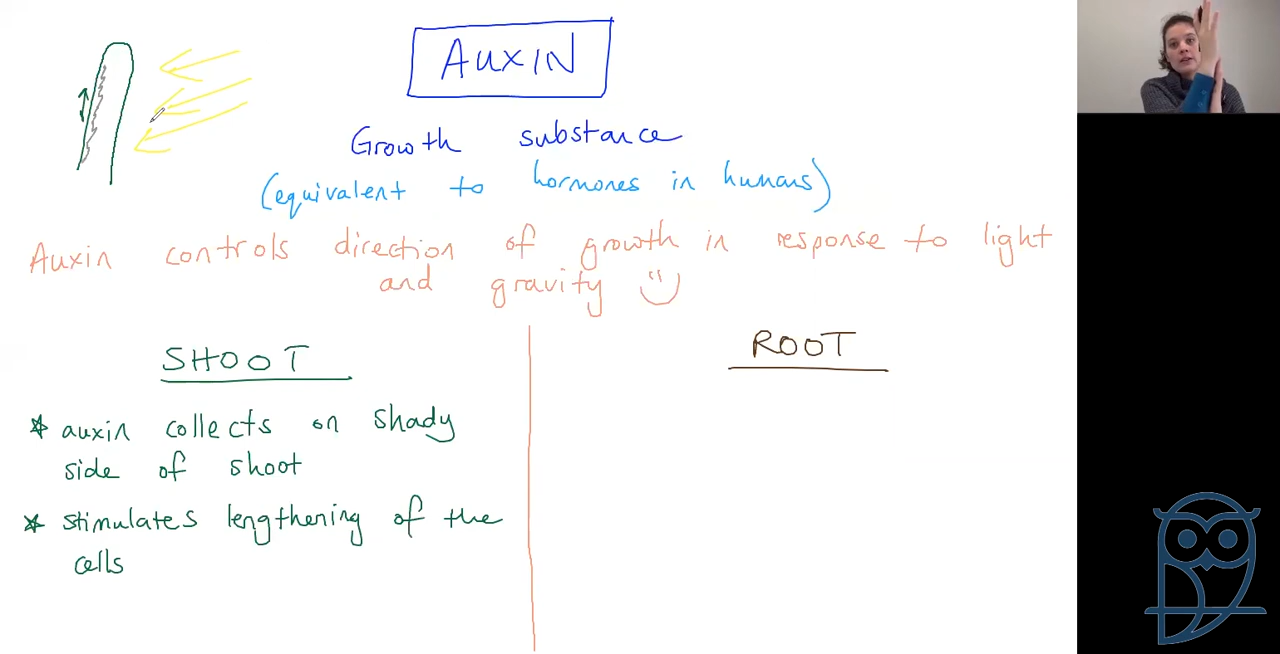 AUXIN
Growth substance
(equivalent to hormones in humans)
Auxin controls direction of growth in response to light
and gravity
SHOOT
* auxin collects on shady
side of shoot
* stimulates lengthening of the
cells
ROOT